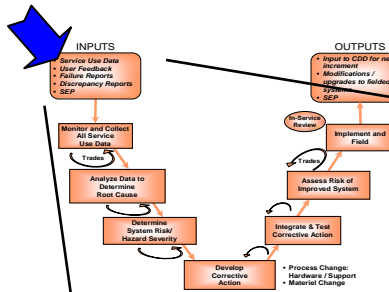 INPUTS
• Service Use Data
• User Feedback
• Failure Reports
• Discrepancy Reports
• SEP
Monitor and Collect
All Service
Use Data
Trades
Analyze Data to
Determine
Root Cause
Determine
System Risk/
Hazard Severity
Develop
Corrective
Action
• Process Change:
Hardware / Support
• Materiel Change
Integrate & Test
Corrective Action
Assess Risk of
Improved System
Trades
Implement and
Field
In-Service
Review
OUTPUTS
• Input to CDD for
increment
• Modifications /
upgrades to fielded
systems
• SEP